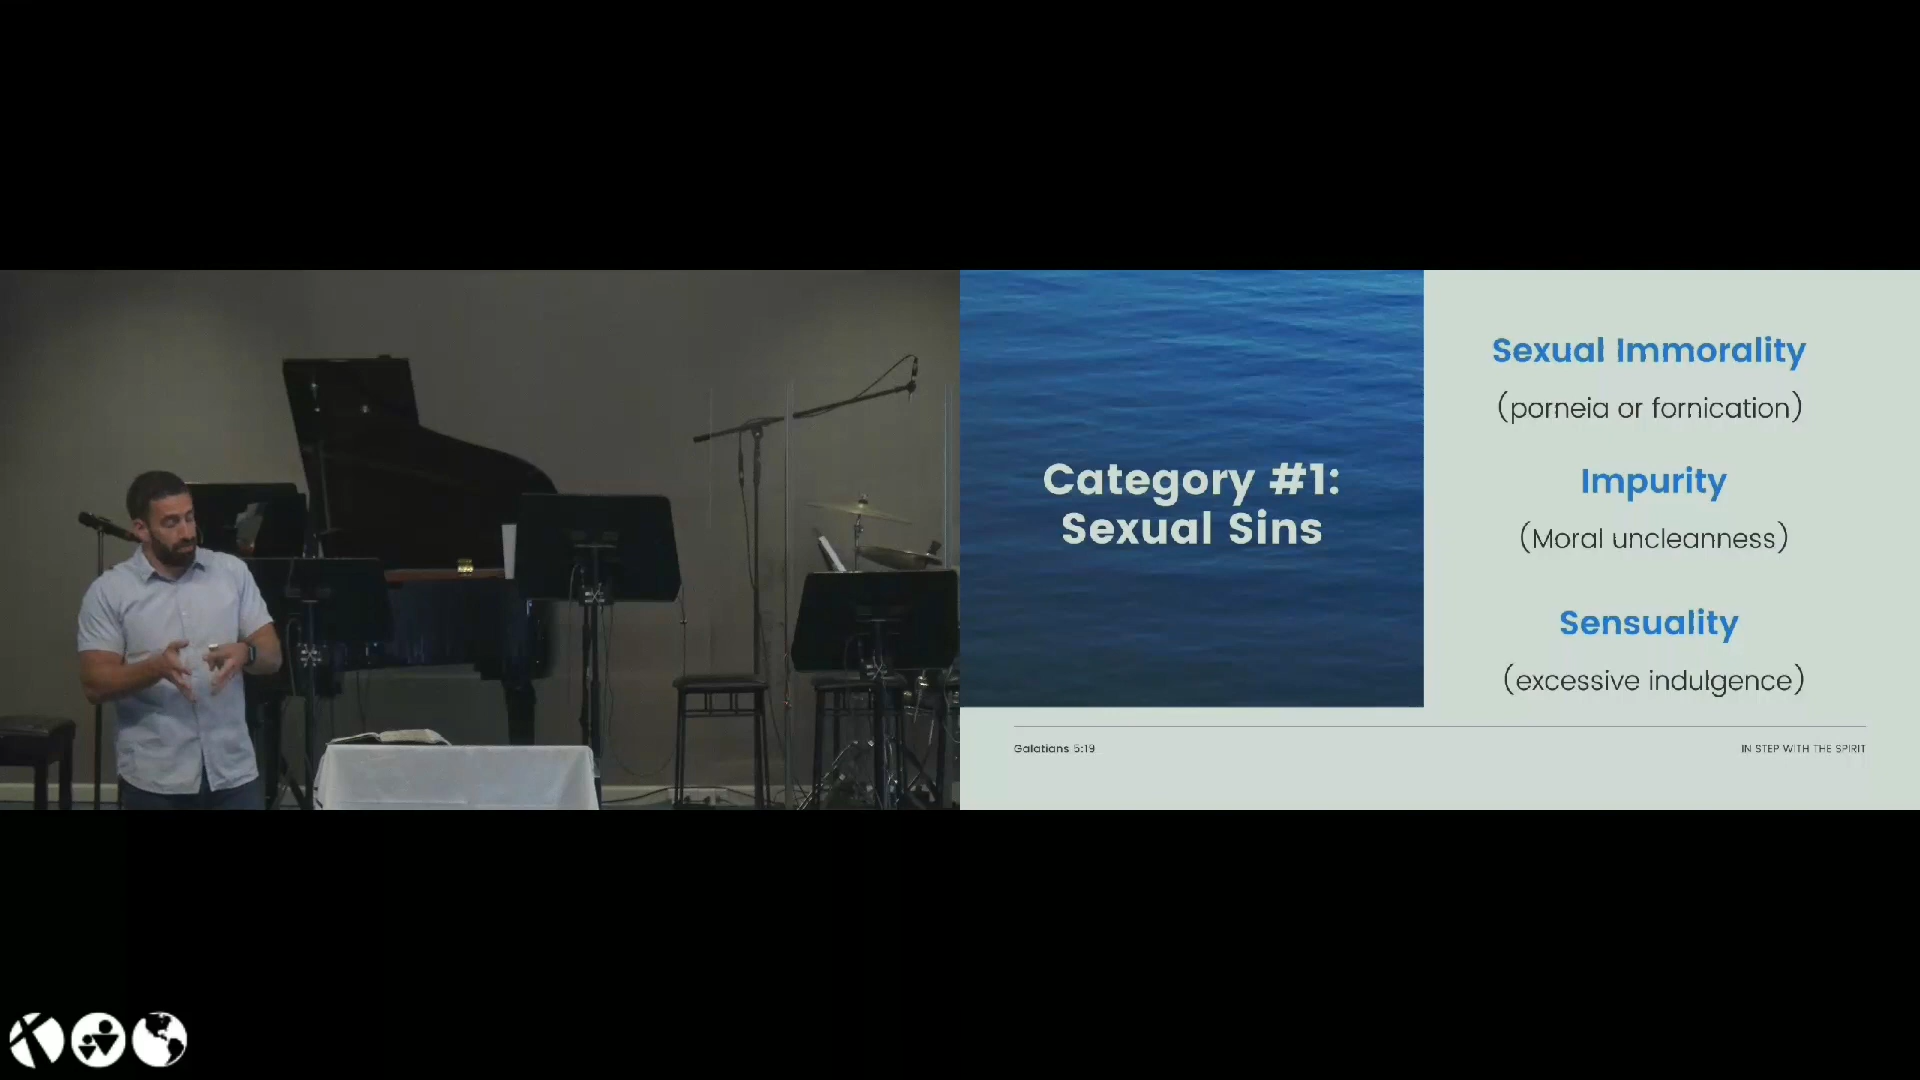 Category #1:
Sexual Sins
Sexual Immorality
(porneia or fornication)
Impurity
(Moral uncleanness)
Sensuality
(excessive indulgence)
Galatians 5:19
IN STEP WITH THE SPIRIT